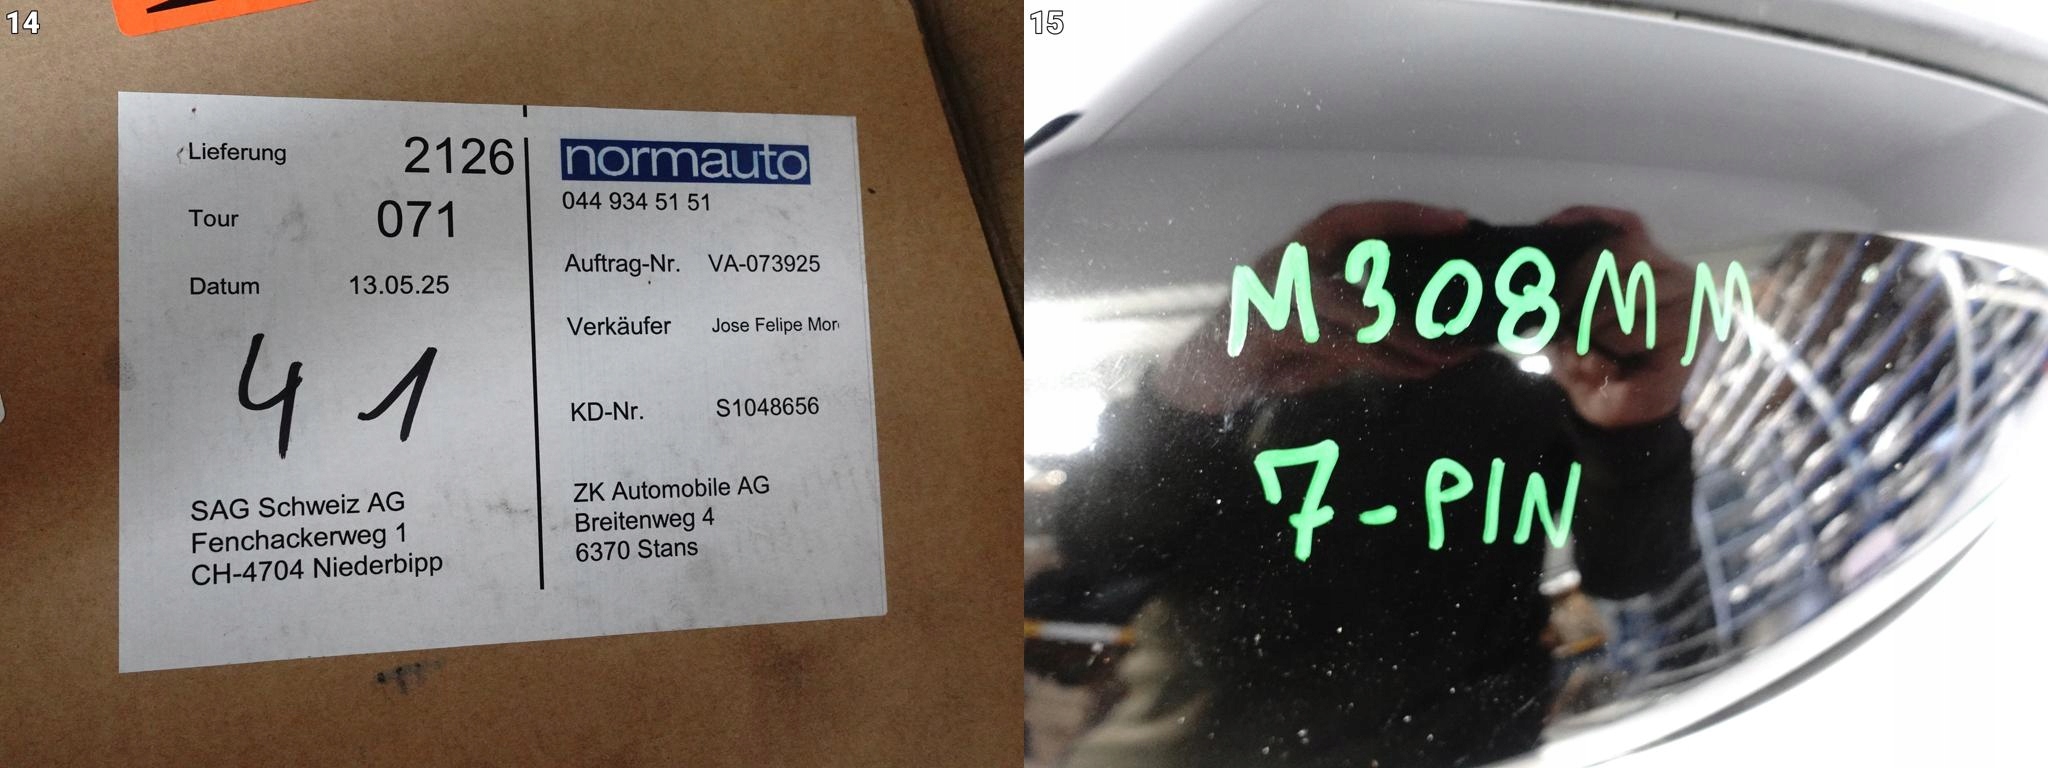 14
Lieferung 2126
Tour 071
Datum 13.05.25
41
SAG Schweiz AG
Fenchackerweg 1
CH-4704 Niederbipp
normauto
044 934 51 51
Auftrag-Nr. VA-073925
Verkäufer Jose Felipe
KD-Nr. S1048656
ZK Automobile AG
Breitenweg 4
6370 Stans
15
M308MM
7-PIN